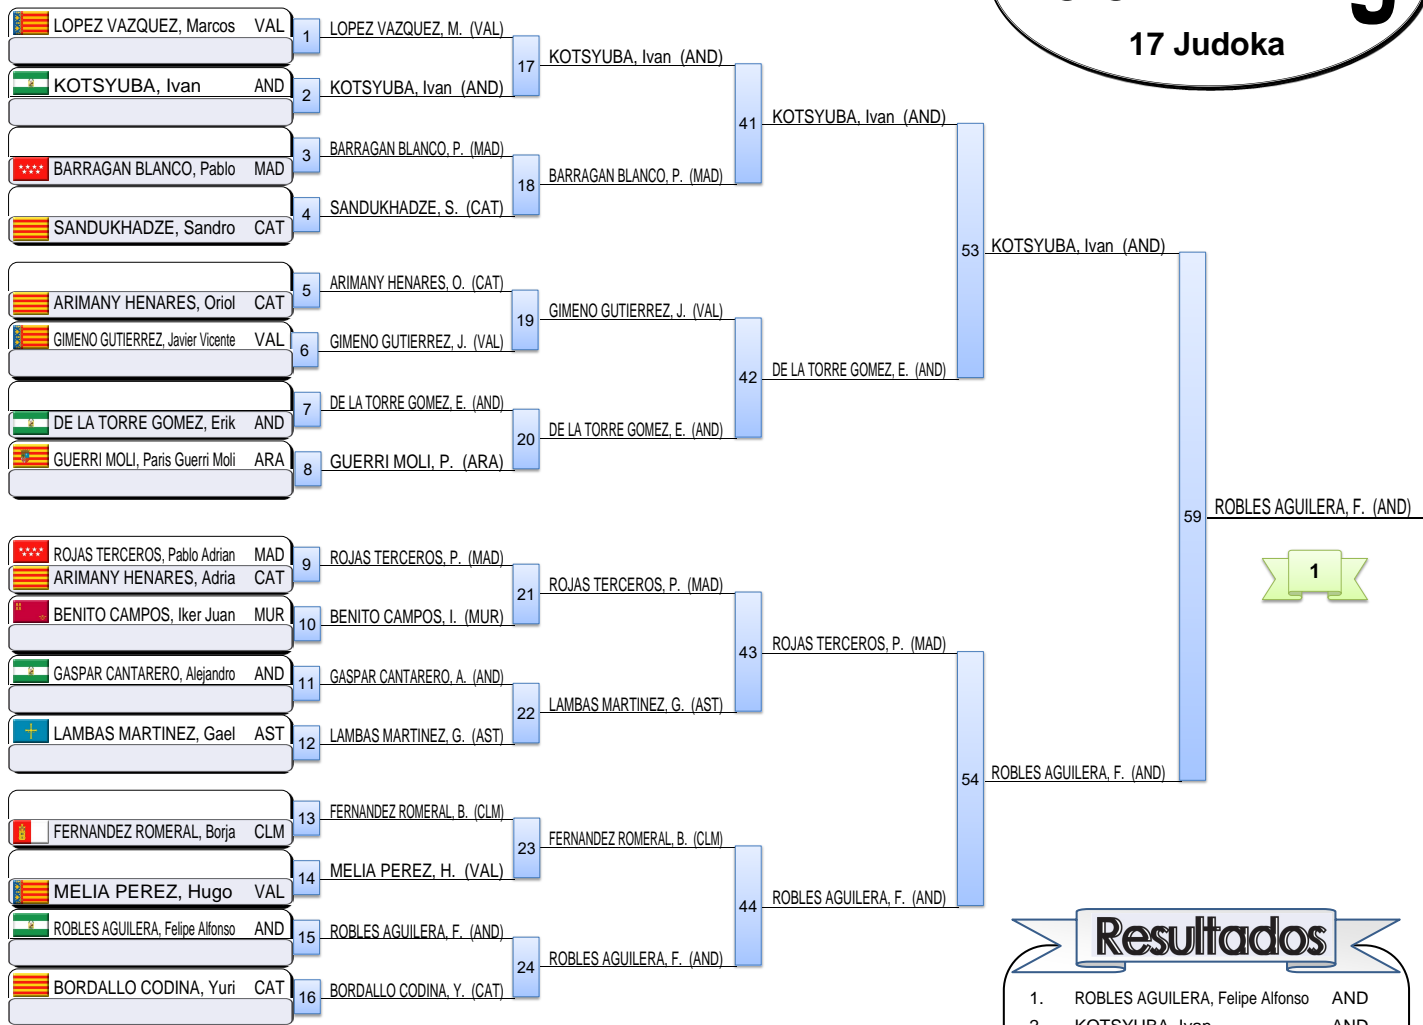 17 Judoka
LOPEZ VAZQUEZ, Marcos VAL
KOTSYUBA, Ivan AND
BARRAGAN BLANCO, Pablo MAD
SANDUKHADZE, Sandro CAT
ARIMANY HENARES, Oriol CAT
GIMENO GUTIERREZ, Javier Vicente VAL
DE LA TORRE GOMEZ, Erik AND
GUERRI MOLI, Paris Guerri Moli ARA
ROJAS TERCEROS, Pablo Adrian MAD
ARIMANY HENARES, Adria CAT
BENITO CAMPOS, Iker Juan MUR
GASPAR CANTARERO, Alejandro AND
LAMBAS MARTINEZ, Gael AST
FERNANDEZ ROMERAL, Borja CLM
MELIA PEREZ, Hugo VAL
ROBLES AGUILERA, Felipe Alfonso AND
BORDALLO CODINA, Yuri CAT
1 LOPEZ VAZQUEZ, M. (VAL)
2 KOTSYUBA, Ivan (AND)
3 BARRAGAN BLANCO, P. (MAD)
4 SANDUKHADZE, S. (CAT)
5 ARIMANY HENARES, O. (CAT)
6 GIMENO GUTIERREZ, J. (VAL)
7 DE LA TORRE GOMEZ, E. (AND)
8 GUERRI MOLI, P. (ARA)
9 ROJAS TERCEROS, P. (MAD)
10 BENITO CAMPOS, I. (MUR)
11 GASPAR CANTARERO, A. (AND)
12 LAMBAS MARTINEZ, G. (AST)
13 FERNANDEZ ROMERAL, B. (CLM)
14 MELIA PEREZ, H. (VAL)
15 ROBLES AGUILERA, F. (AND)
16 BORDALLO CODINA, Y. (CAT)
17 KOTSYUBA, Ivan (AND)
18 BARRAGAN BLANCO, P. (MAD)
19 GIMENO GUTIERREZ, J. (VAL)
20 DE LA TORRE GOMEZ, E. (AND)
21 ROJAS TERCEROS, P. (MAD)
22 LAMBAS MARTINEZ, G. (AST)
23 FERNANDEZ ROMERAL, B. (CLM)
24 ROBLES AGUILERA, F. (AND)
41 KOTSYUBA, Ivan (AND)
42 DE LA TORRE GOMEZ, E. (AND)
43 ROJAS TERCEROS, P. (MAD)
44 ROBLES AGUILERA, F. (AND)
53 KOTSYUBA, Ivan (AND)
54 ROBLES AGUILERA, F. (AND)
59 ROBLES AGUILERA, F. (AND)
1
Resultados
1. ROBLES AGUILERA, Felipe Alfonso AND
2. KOTSYUBA, Ivan AND